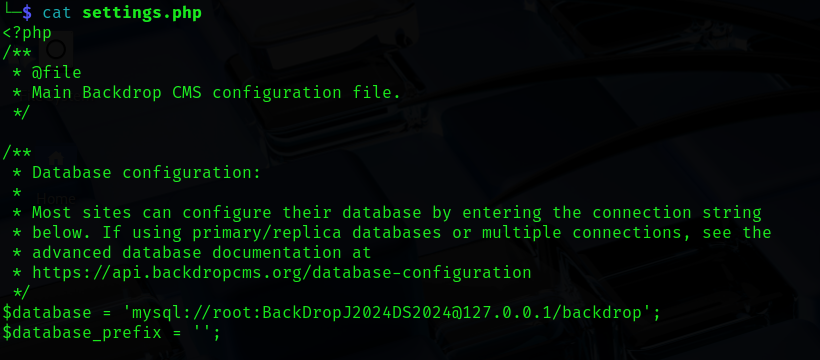 └─$ cat settings.php
<?php
/**
 * @file
 * Main Backdrop CMS configuration file.
 */

/**
 * Database configuration:
 *
 * Most sites can configure their database by entering the connection string
 * below. If using primary/replica databases or multiple connections, see the
 * advanced database documentation at
 * https://api.backdropcms.org/database-configuration
 */
$database = 'mysql://root:BackDropJ2024DS2024@127.0.0.1/backdrop';
$database_prefix = '';